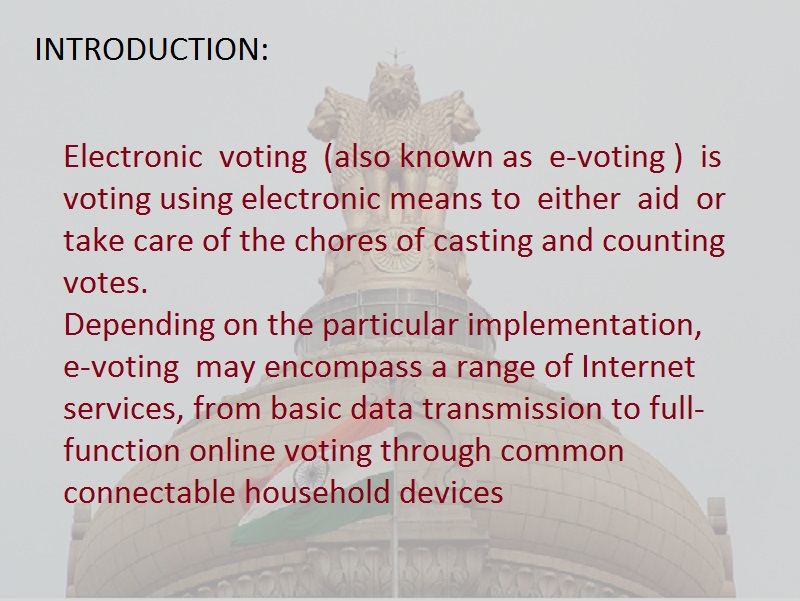 INTRODUCTION:
Electronic voting (also known as e-voting ) is
voting using electronic means to either aid or
take care of the chores of casting and counting
votes.
Depending on the particular implementation,
e-voting may encompass a range of Internet
services, from basic data transmission to full-
function online voting through common
connectable household devices